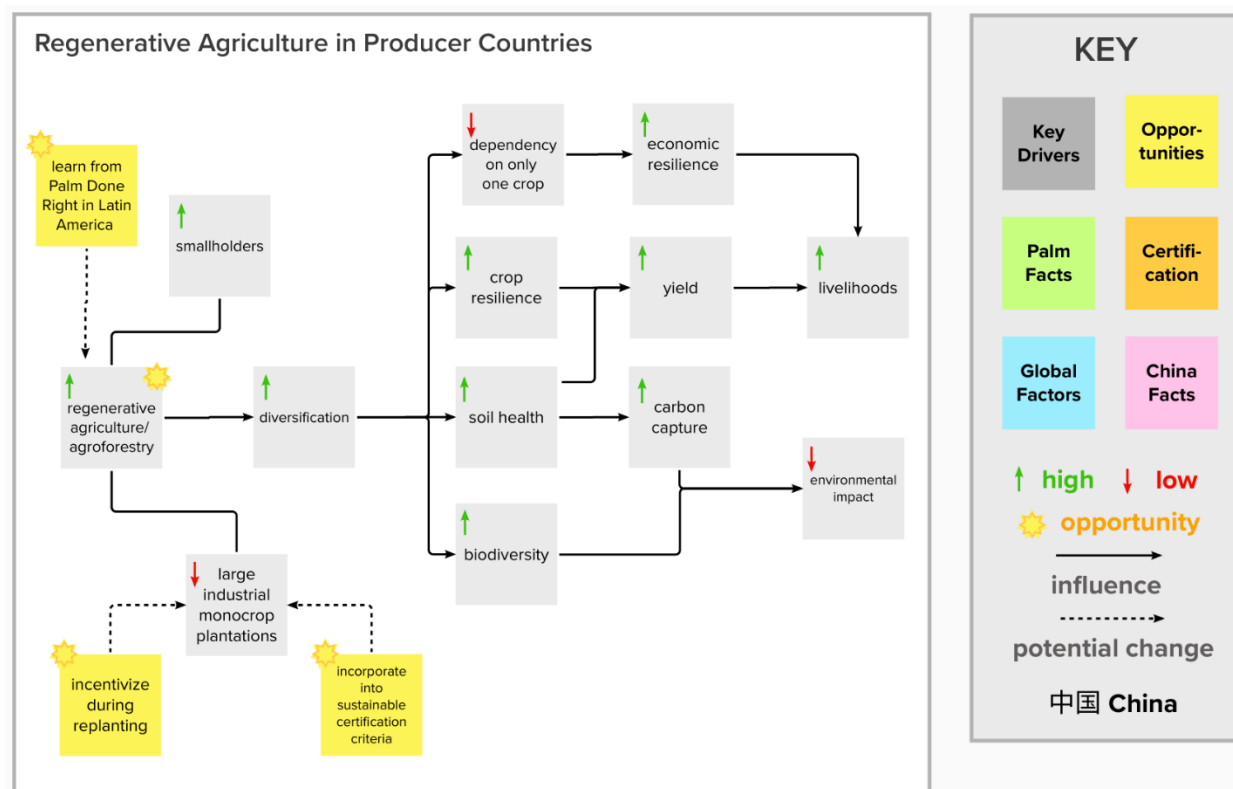 Regenerative Agriculture in Producer Countries
learn from
Palm Done
Right in Latin
America
smallholders
regenerative
agriculture/
agroforestry
diversification
dependency
on only
one crop
economic
resilience
crop
resilience
yield
livelihoods
soil health
carbon
capture
biodiversity
environmental
impact
large
industrial
monocrop
plantations
incentivize
during
replanting
incorporate
into
sustainable
certification
criteria
KEY
Key
Drivers
Oppor-
tunities
Palm
Facts
Certifi-
cation
Global
Factors
China
Facts
high
low
opportunity
influence
potential change
中国 China